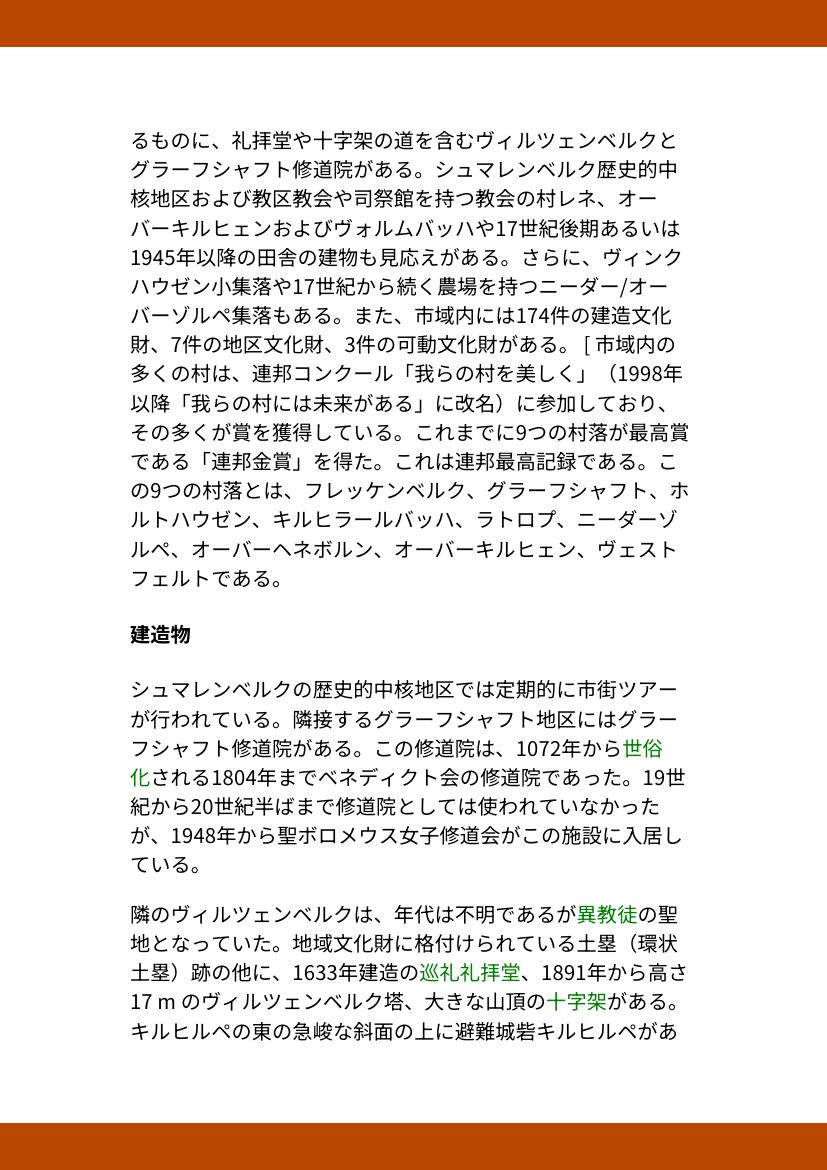 るものに、礼拝堂や十字架の道を含むヴィルツェンベルクと
グラーフシャフト修道院がある。シュマレンベルク歴史的中
核地区および教区教会や司祭館を持つ教会の村レネ、オー
バーキルヒェンおよびヴォルムバッハや17世紀後期あるいは
1945年以降の田舎の建物も見応えがある。さらに、ヴィンク
ハウゼン小集落や17世紀から続く農場を持つニーダー/オー
バーゾルペ集落もある。また、市域内には174件の建造文化
財、7件の地区文化財、3件の可動文化財がある。 [ 市域内の
多くの村は、連邦コンクール「我らの村を美しく」（1998年
以降「我らの村には未来がある」に改名）に参加しており、
その多くが賞を獲得している。これまでに9つの村落が最高賞
である「連邦金賞」を得た。これは連邦最高記録である。こ
の9つの村落とは、フレッケンベルク、グラーフシャフト、ホ
ルトハウゼン、キルヒラールバッハ、ラトロプ、ニーダーゾ
ルペ、オーバーヘネボルン、オーバーキルヒェン、ヴェスト
フェルトである。
建造物
シュマレンベルクの歴史的中核地区では定期的に市街ツアー
が行われている。隣接するグラーフシャフト地区にはグラー
フシャフト修道院がある。この修道院は、1072年から世俗
化される1804年までベネディクト会の修道院であった。19世
紀から20世紀半ばまで修道院としては使われていなかった
が、1948年から聖ボロメウス女子修道会がこの施設に入居し
ている。
隣のヴィルツェンベルクは、年代は不明であるが異教徒の聖
地となっていた。地域文化財に格付けられている土塁（環状
土塁）跡の他に、1633年建造の巡礼礼拝堂、1891年から高さ
17 m のヴィルツェンベルク塔、大きな山頂の十字架がある。
キルヒルペの東の急峻な斜面の上に避難城砦キルヒルペがあ